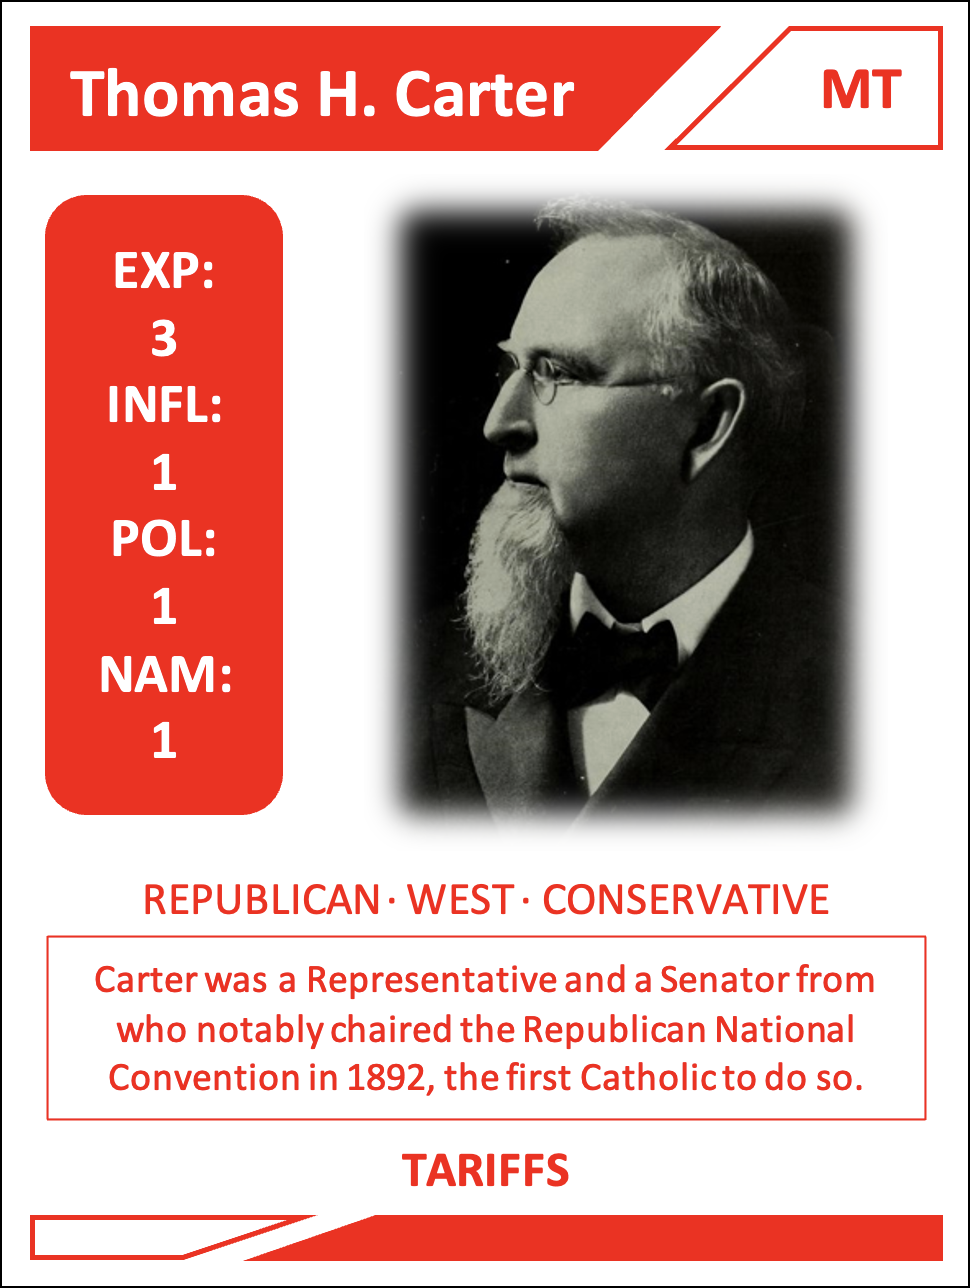 Thomas H. Carter
MT
EXP:
3
INFL:
1
POL:
1
NAM:
1
REPUBLICAN · WEST · CONSERVATIVE
Carter was a Representative and a Senator from
who notably chaired the Republican National
Convention in 1892, the first Catholic to do so.
TARIFFS